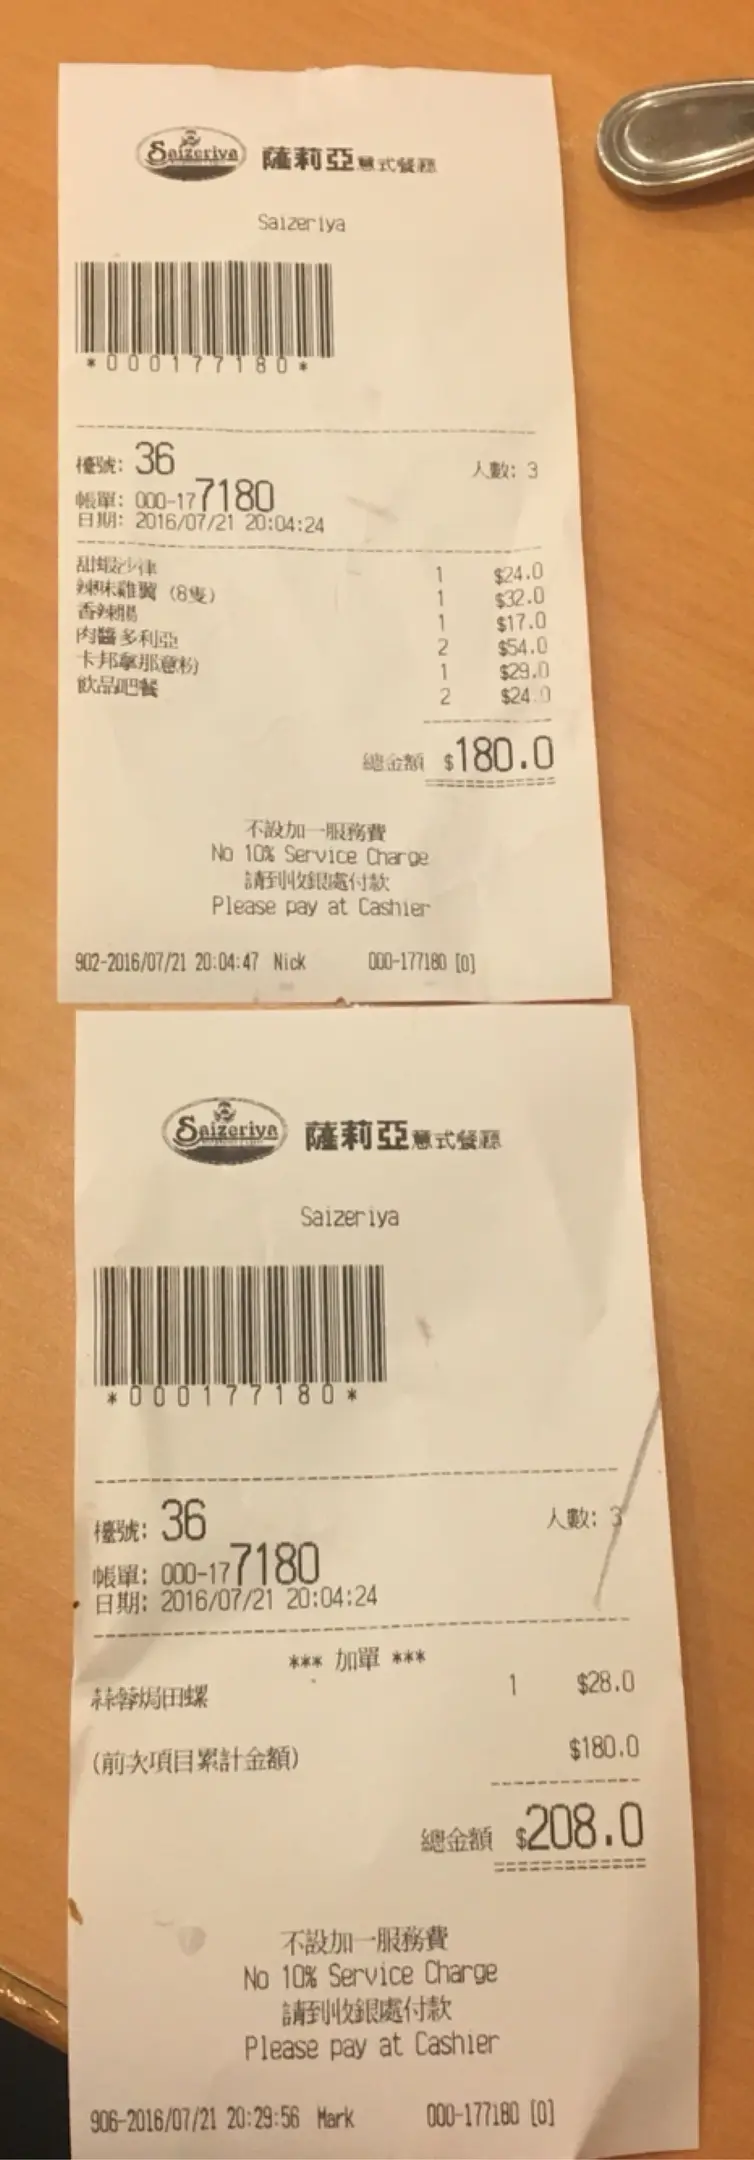 Saizeriya 薩莉亞意式餐廳
Saizeriya
*000177180*
檯號: 36 人數: 3
帳單: 000-177180
日期: 2016/07/21 20:04:24
甜蝦沙律 1 $24.0
辣味雞翼 (8隻) 1 $32.0
香辣腸 1 $17.0
肉醬多利亞 2 $54.0
卡邦拿那意粉 1 $29.0
飲品吧餐 2 $24.0
總金額 $180.0
不設加一服務費
No 10% Service Charge
請到收銀處付款
Please pay at Cashier
902-2016/07/21 20:04:47 Nick 000-177180 [0]
Saizeriya 薩莉亞意式餐廳
Saizeriya
*000177180*
檯號: 36 人數: 3
帳單: 000-177180
日期: 2016/07/21 20:04:24
*** 加單 ***
蒜蓉焗田螺 1 $28.0
(前次項目累計金額) $180.0
總金額 $208.0
不設加一服務費
No 10% Service Charge
請到收銀處付款
Please pay at Cashier
906-2016/07/21 20:29:56 Mark 000-177180 [0]